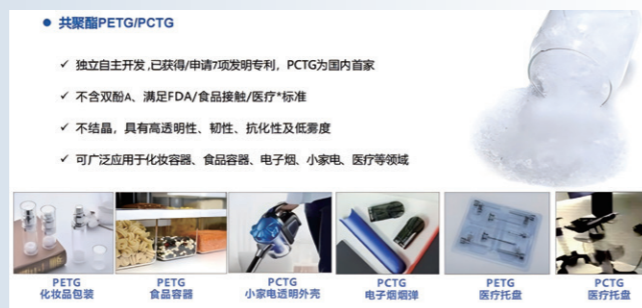 共聚酯PETG/PCTG
独立自主开发,已获得/申请7项发明专利，PCTG为国内首家
不含双酚A、满足FDA/食品接触/医疗*标准
不结晶，具有高透明性、韧性、抗化性及低雾度
可广泛应用于化妆容器、食品容器、电子烟、小家电、医疗等领域
PETG
化妆品包装
PETG
食品容器
PCTG
小家电透明外壳
PCTG
电子烟烟弹
PETG
医疗托盘
PCTG
医疗托盘